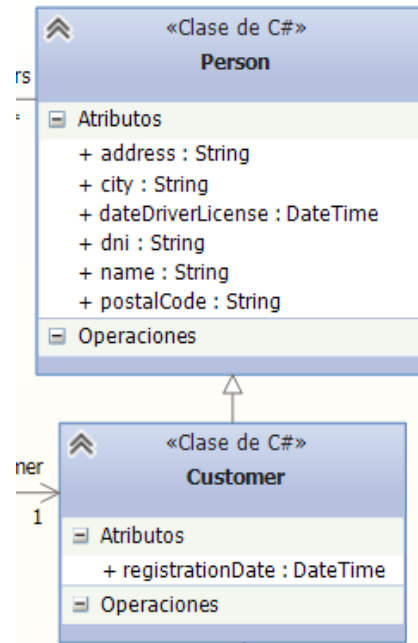 «Clase de C#»
Person
rs
*
Atributos
+ address : String
+ city : String
+ dateDriverLicense : DateTime
+ dni : String
+ name : String
+ postalCode : String
Operaciones
«Clase de C#»
Customer
mer
1
Atributos
+ registrationDate : DateTime
Operaciones